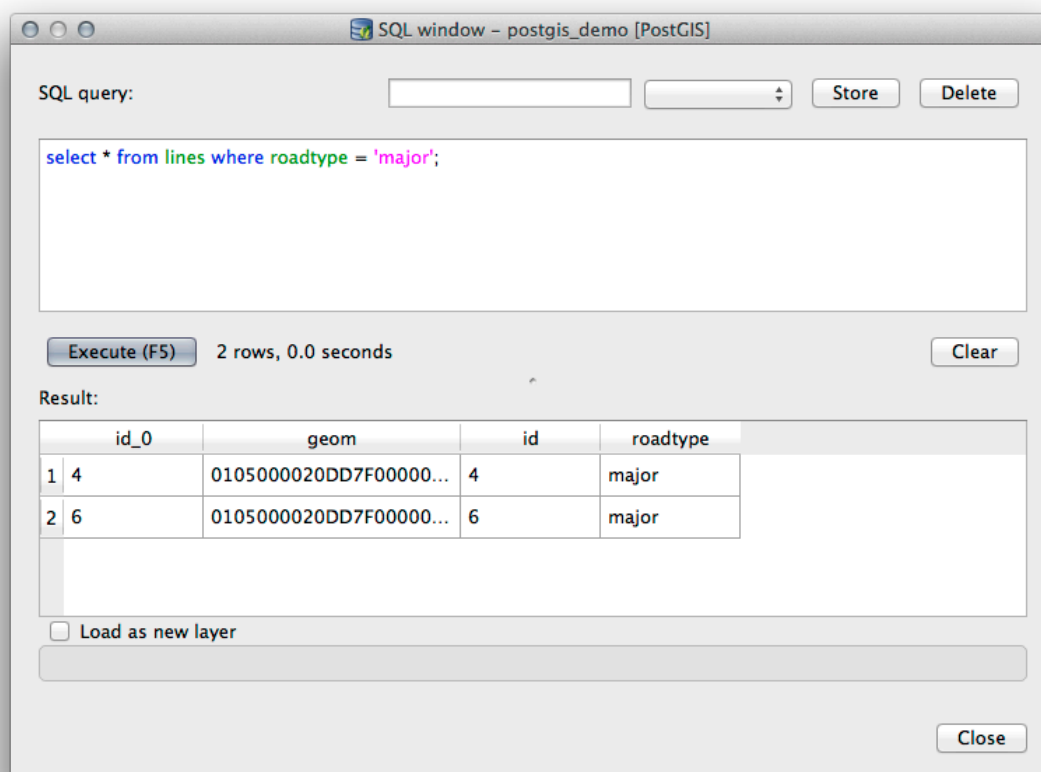 SQL window – postgis_demo [PostGIS]
SQL query: Store Delete
select * from lines where roadtype = 'major';
Execute (F5) 2 rows, 0.0 seconds Clear
Result:
id_0 geom id roadtype
1 4 0105000020DD7F00000... 4 major
2 6 0105000020DD7F00000... 6 major
Load as new layer
Close